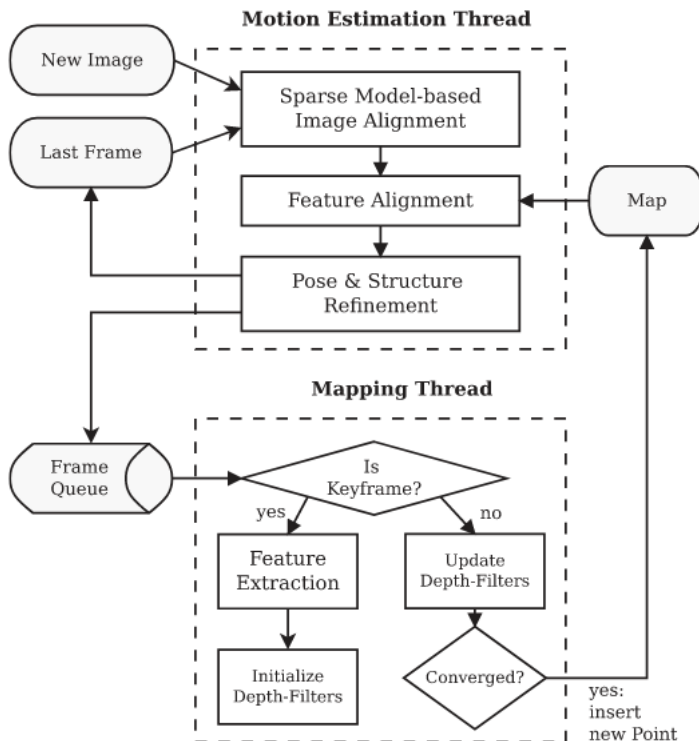 Motion Estimation Thread
New Image
Sparse Model-based
Image Alignment
Last Frame
Feature Alignment
Map
Pose & Structure
Refinement
Mapping Thread
Frame
Queue
Is
Keyframe?
yes
no
Feature
Extraction
Update
Depth-Filters
Initialize
Depth-Filters
Converged?
yes:
insert
new Point